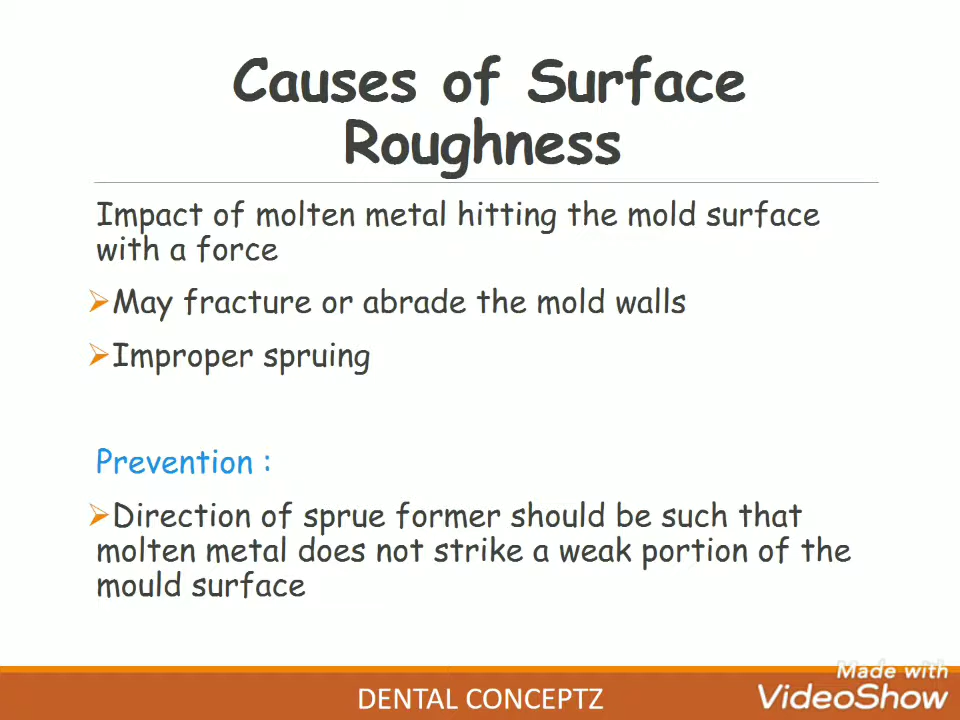 Causes of Surface
Roughness
Impact of molten metal hitting the mold surface
with a force
May fracture or abrade the mold walls
Improper spruing
Prevention :
Direction of sprue former should be such that
molten metal does not strike a weak portion of the
mould surface
DENTAL CONCEPTZ
Made with
VideoShow